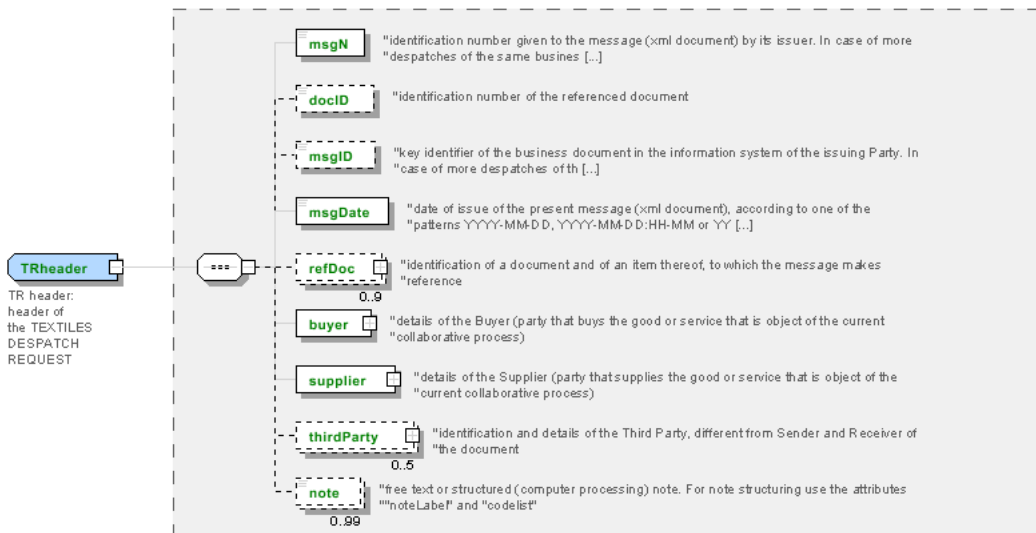 msgN
"identification number given to the message (xml document) by its issuer. In case of more
"despatches of the same busines [...]
docID
"identification number of the referenced document
msgID
"key identifier of the business document in the information system of the issuing Party. In
"case of more despatches of th [...]
msgDate
"date of issue of the present message (xml document), according to one of the
"patterns YYYY-MM-DD, YYYY-MM-DD:HH-MM or YY [...]
TRheader
TR header:
header of
the TEXTILES
DESPATCH
REQUEST
refDoc
0..9
"identification of a document and of an item thereof, to which the message makes
"reference
buyer
"details of the Buyer (party that buys the good or service that is object of the current
"collaborative process)
supplier
"details of the Supplier (party that supplies the good or service that is object of the
"current collaborative process)
thirdParty
0..5
"identification and details of the Third Party, different from Sender and Receiver of
"the document
note
0..99
"free text or structured (computer processing) note. For note structuring use the attributes
""noteLabel" and "codelist"